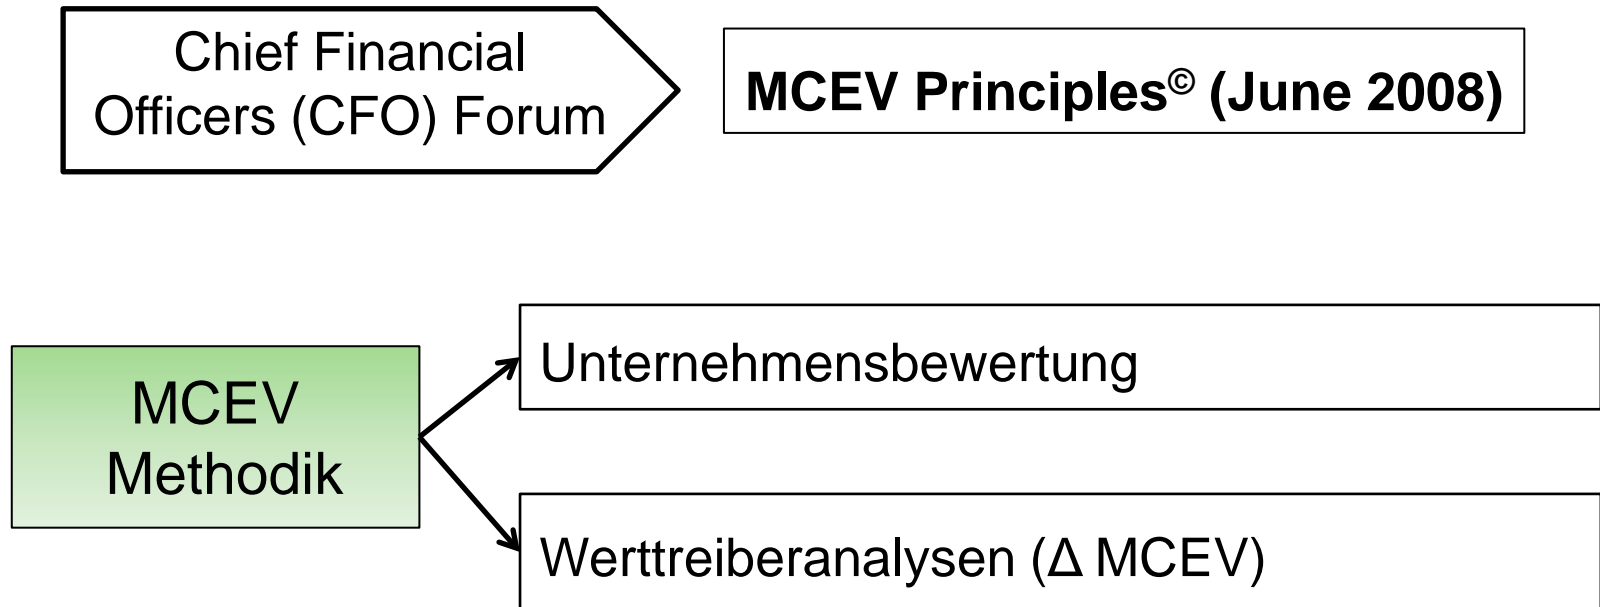 Chief Financial
Officers (CFO) Forum
MCEV Principles© (June 2008)
MCEV
Methodik
Unternehmensbewertung
Werttreiberanalysen (Δ MCEV)